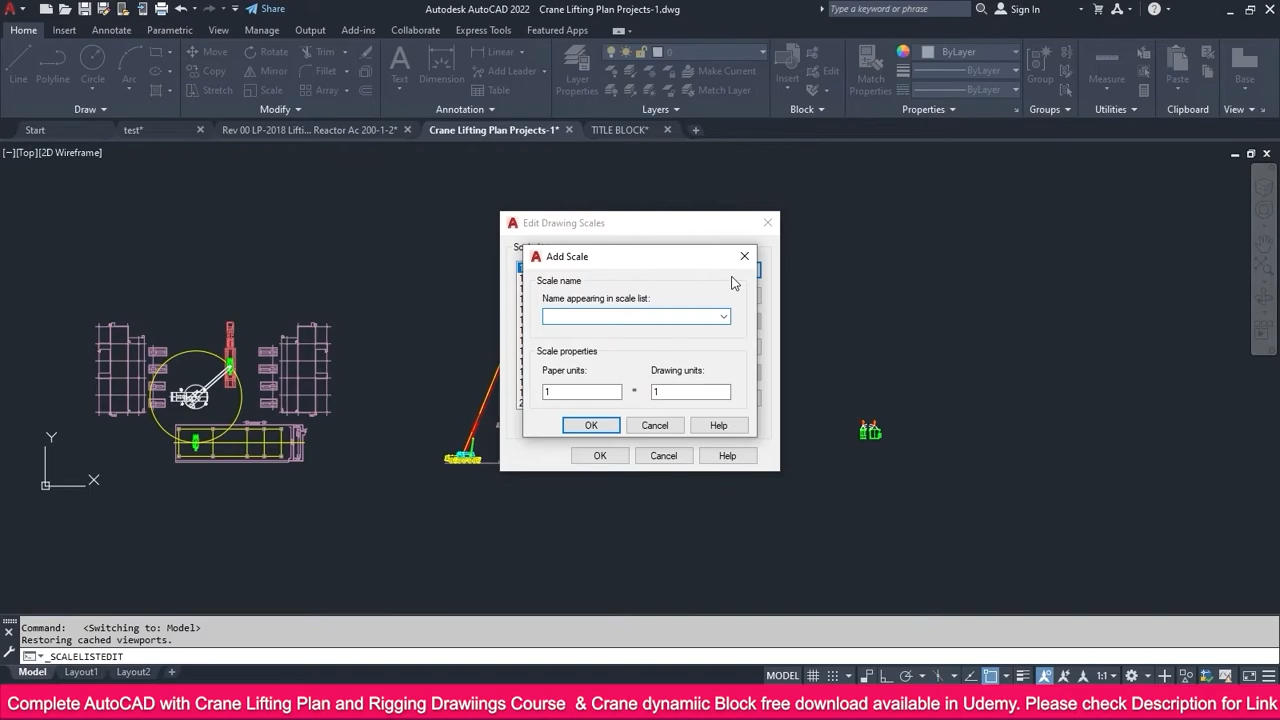 Share
Autodesk AutoCAD 2022 Crane Lifting Plan Projects-1.dwg
Type a keyword or phrase
Sign In
Home Insert Annotate Parametric View Manage Output Add-ins Collaborate Express Tools Featured Apps
Line Polyline Circle Arc
Move Rotate Trim
Copy Mirror Fillet
Stretch Scale Array
Text Dimension
Linear
Add Leader
Table
Layer Properties
0
Make Current
Match Layer
Insert
Edit
Match Properties
ByLayer
ByLayer
ByLayer
Group Measure Paste Base
Draw Modify Annotation Layers Block Properties Groups Utilities Clipboard View
Start test* Rev 00 LP-2018 Lifti... Reactor Ac 200-1-2* Crane Lifting Plan Projects-1* TITLE BLOCK*
[−][Top][2D Wireframe]
Edit Drawing Scales
Add Scale
Scale name
Name appearing in scale list:
Scale properties
Paper units: Drawing units:
1 = 1
OK Cancel Help
OK Cancel Help
Y
X
Command: <Switching to: Model>
Restoring cached viewports.
_SCALELISTEDIT
Model Layout1 Layout2 +
MODEL
1:1
Complete AutoCAD with Crane Lifting Plan and Rigging Drawiings Course & Crane dynamiic Block free download available in Udemy. Please check Description for Link